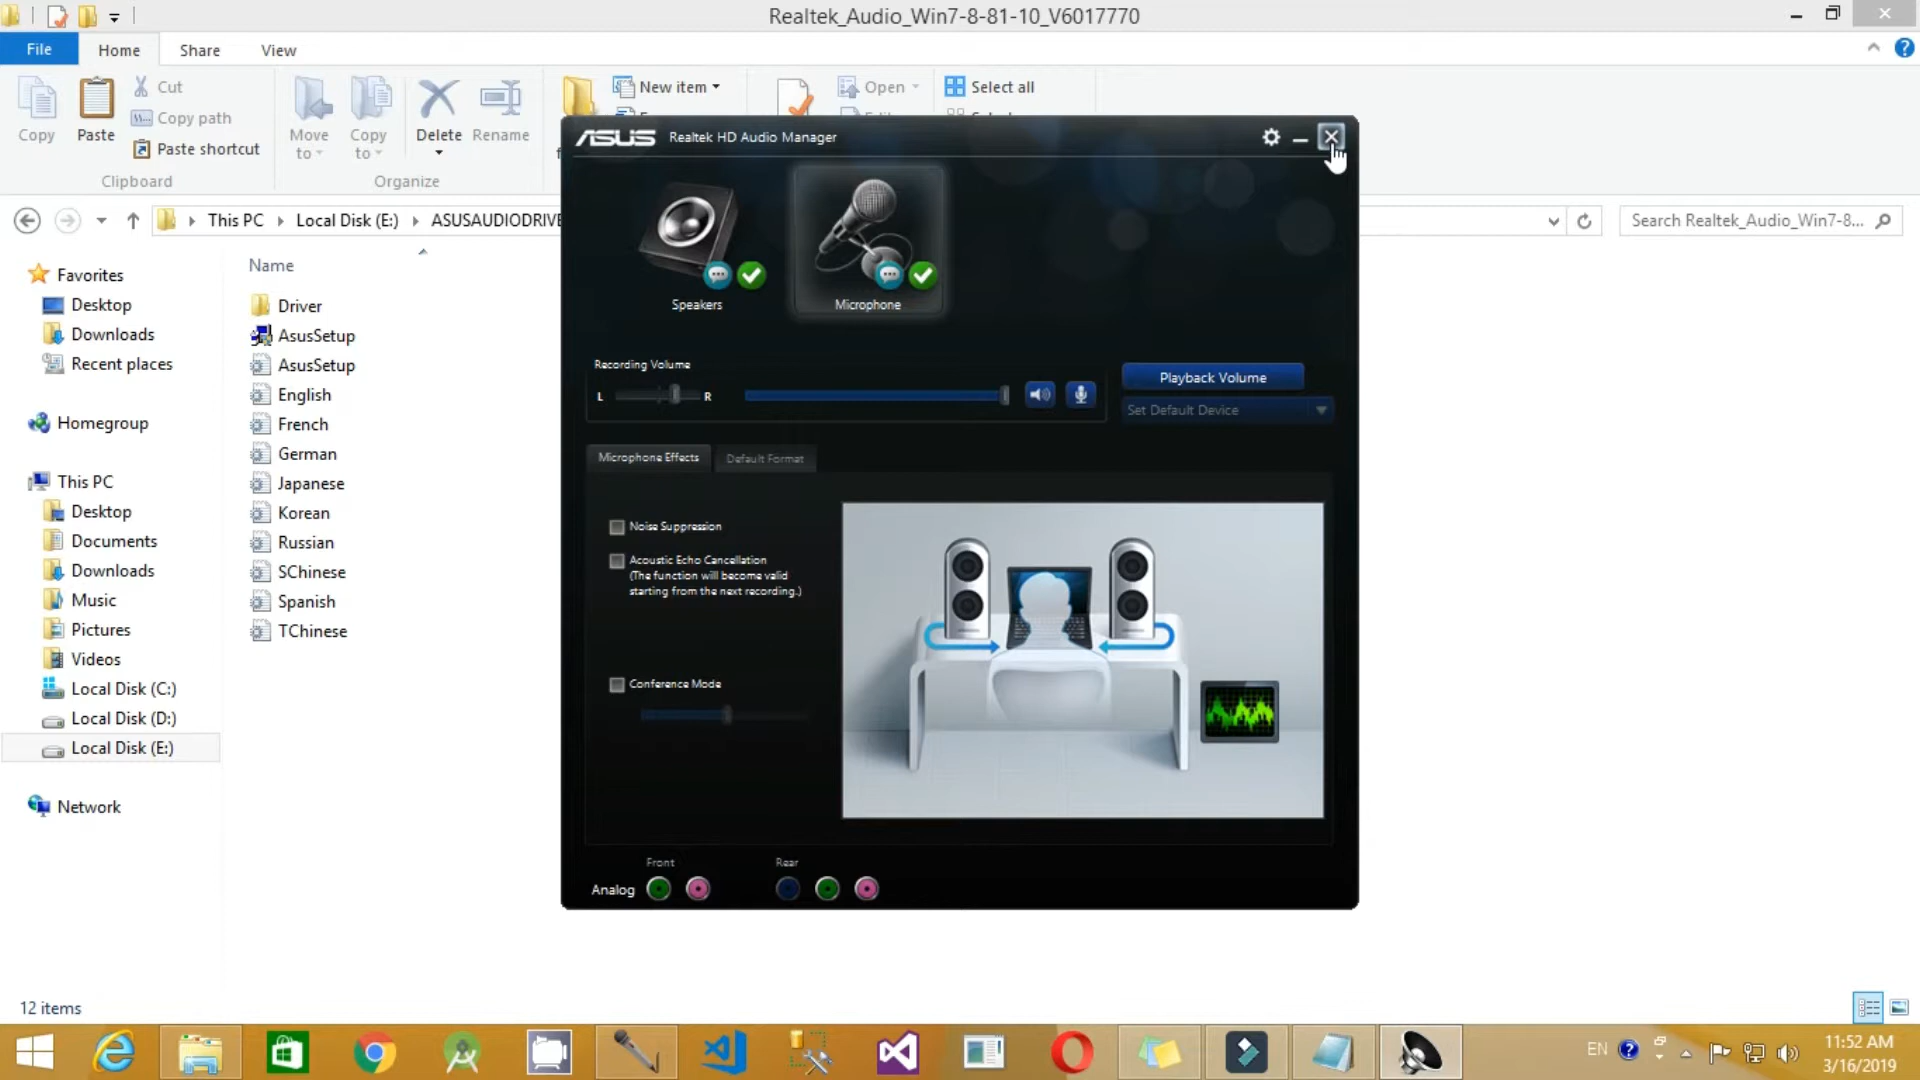 Realtek_Audio_Win7-8-81-10_V6017770
File
Home
Share
View
Copy
Paste
Cut
Copy path
Paste shortcut
Clipboard
Move to
Copy to
Delete
Rename
Organize
New item
Open
Select all
This PC
Local Disk (E:)
ASUSAUDIODRIVE
Search Realtek_Audio_Win7-8...
Favorites
Desktop
Downloads
Recent places
Homegroup
This PC
Desktop
Documents
Downloads
Music
Pictures
Videos
Local Disk (C:)
Local Disk (D:)
Local Disk (E:)
Network
Name
Driver
AsusSetup
AsusSetup
English
French
German
Japanese
Korean
Russian
SChinese
Spanish
TChinese
ASUS Realtek HD Audio Manager
Speakers
Microphone
Recording Volume
L
R
Playback Volume
Set Default Device
Microphone Effects
Default Format
Noise Suppression
Acoustic Echo Cancellation
(The function will become valid
starting from the next recording.)
Conference Mode
Front
Rear
Analog
12 items
EN
11:52 AM
3/16/2019